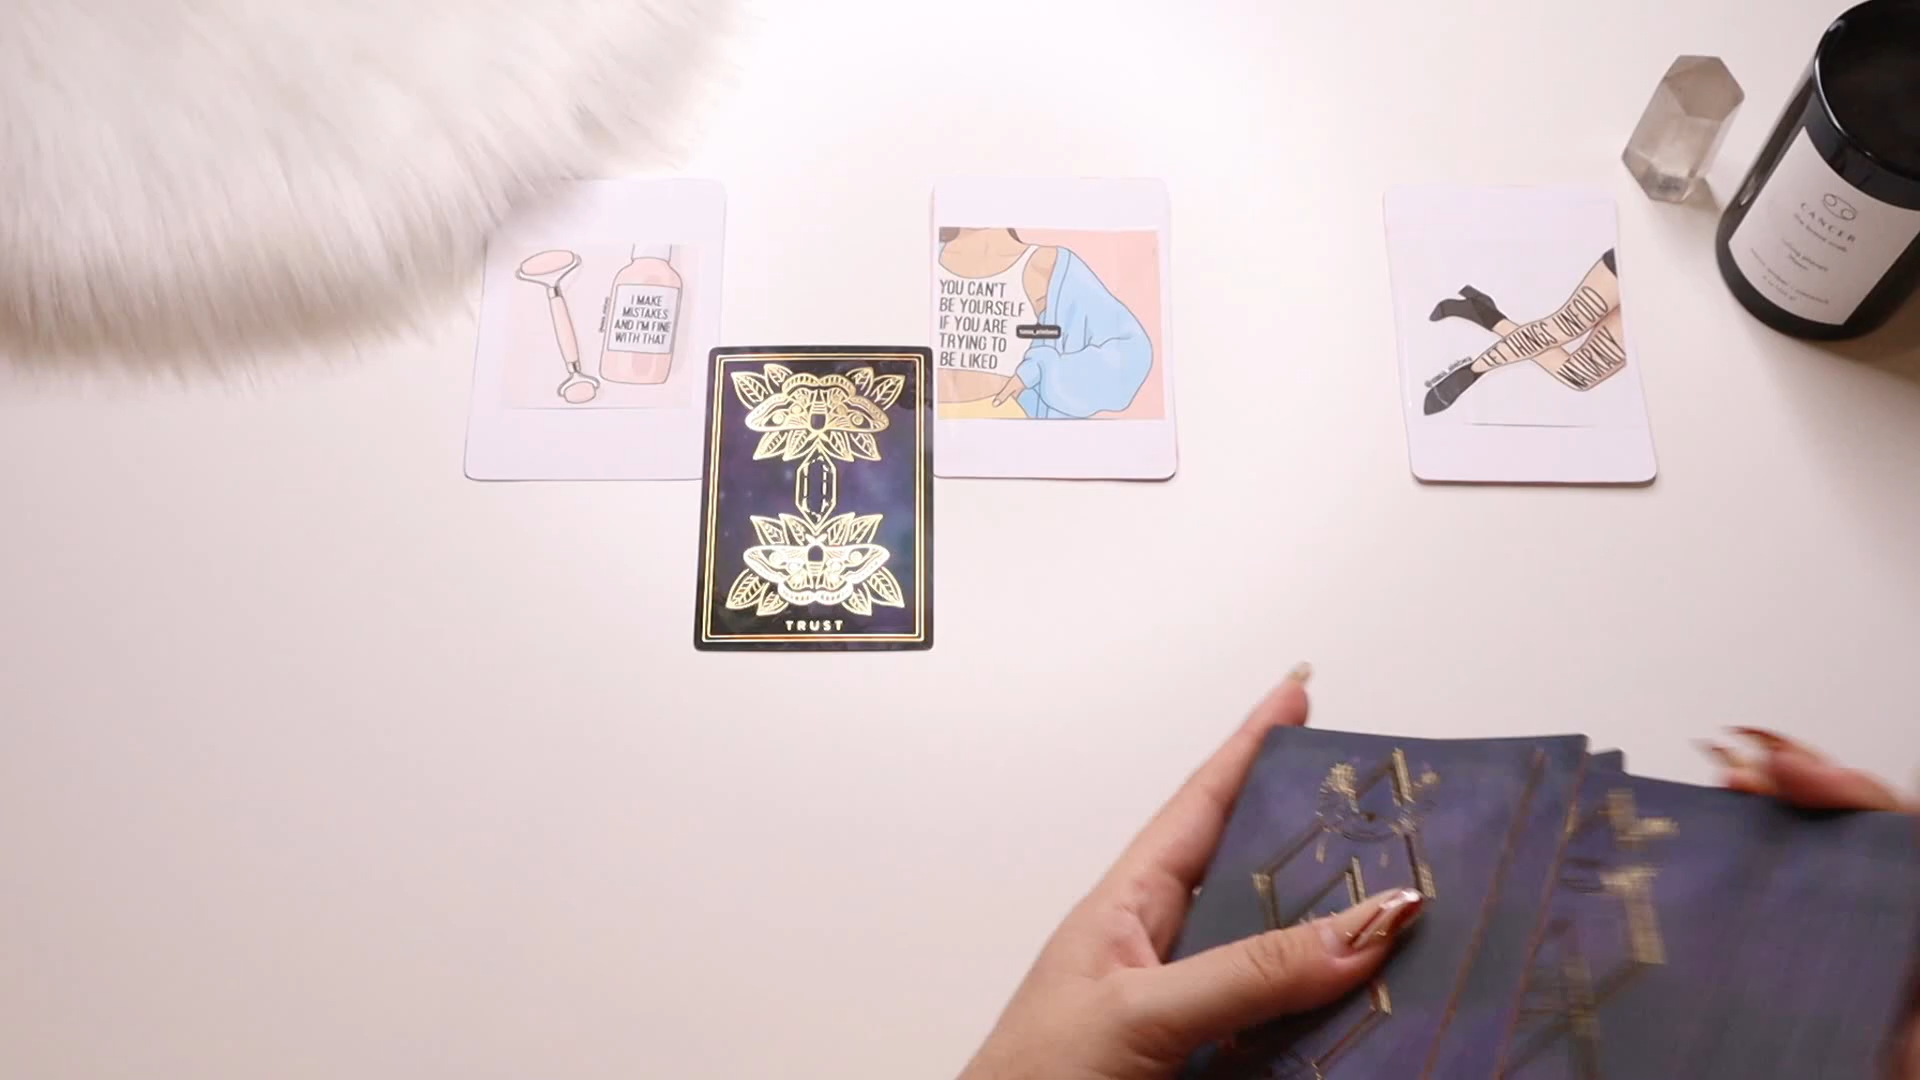 I MAKE
MISTAKES
AND I'M FINE
WITH THAT
YOU CAN'T
BE YOURSELF
IF YOU ARE
TRYING TO
BE LIKED
LET THINGS UNFOLD
NATURALLY
TRUST
CANCER